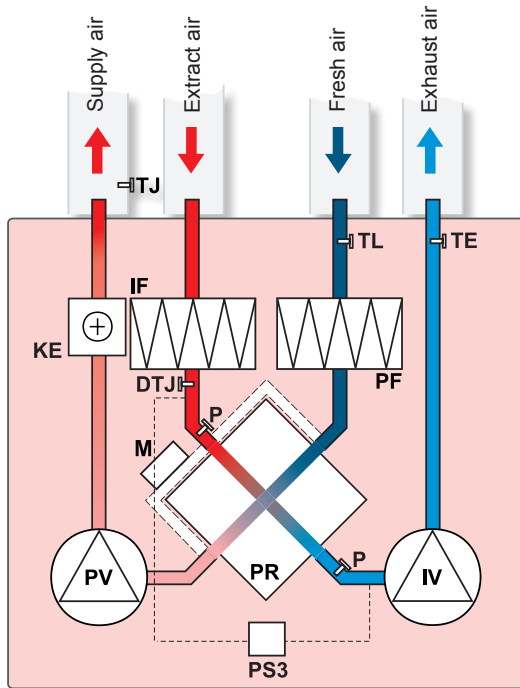 Supply air
Extract air
Fresh air
Exhaust air
TJ
TL
TE
IF
KE
PF
DTJ
P
M
P
PV
PR
IV
PS3